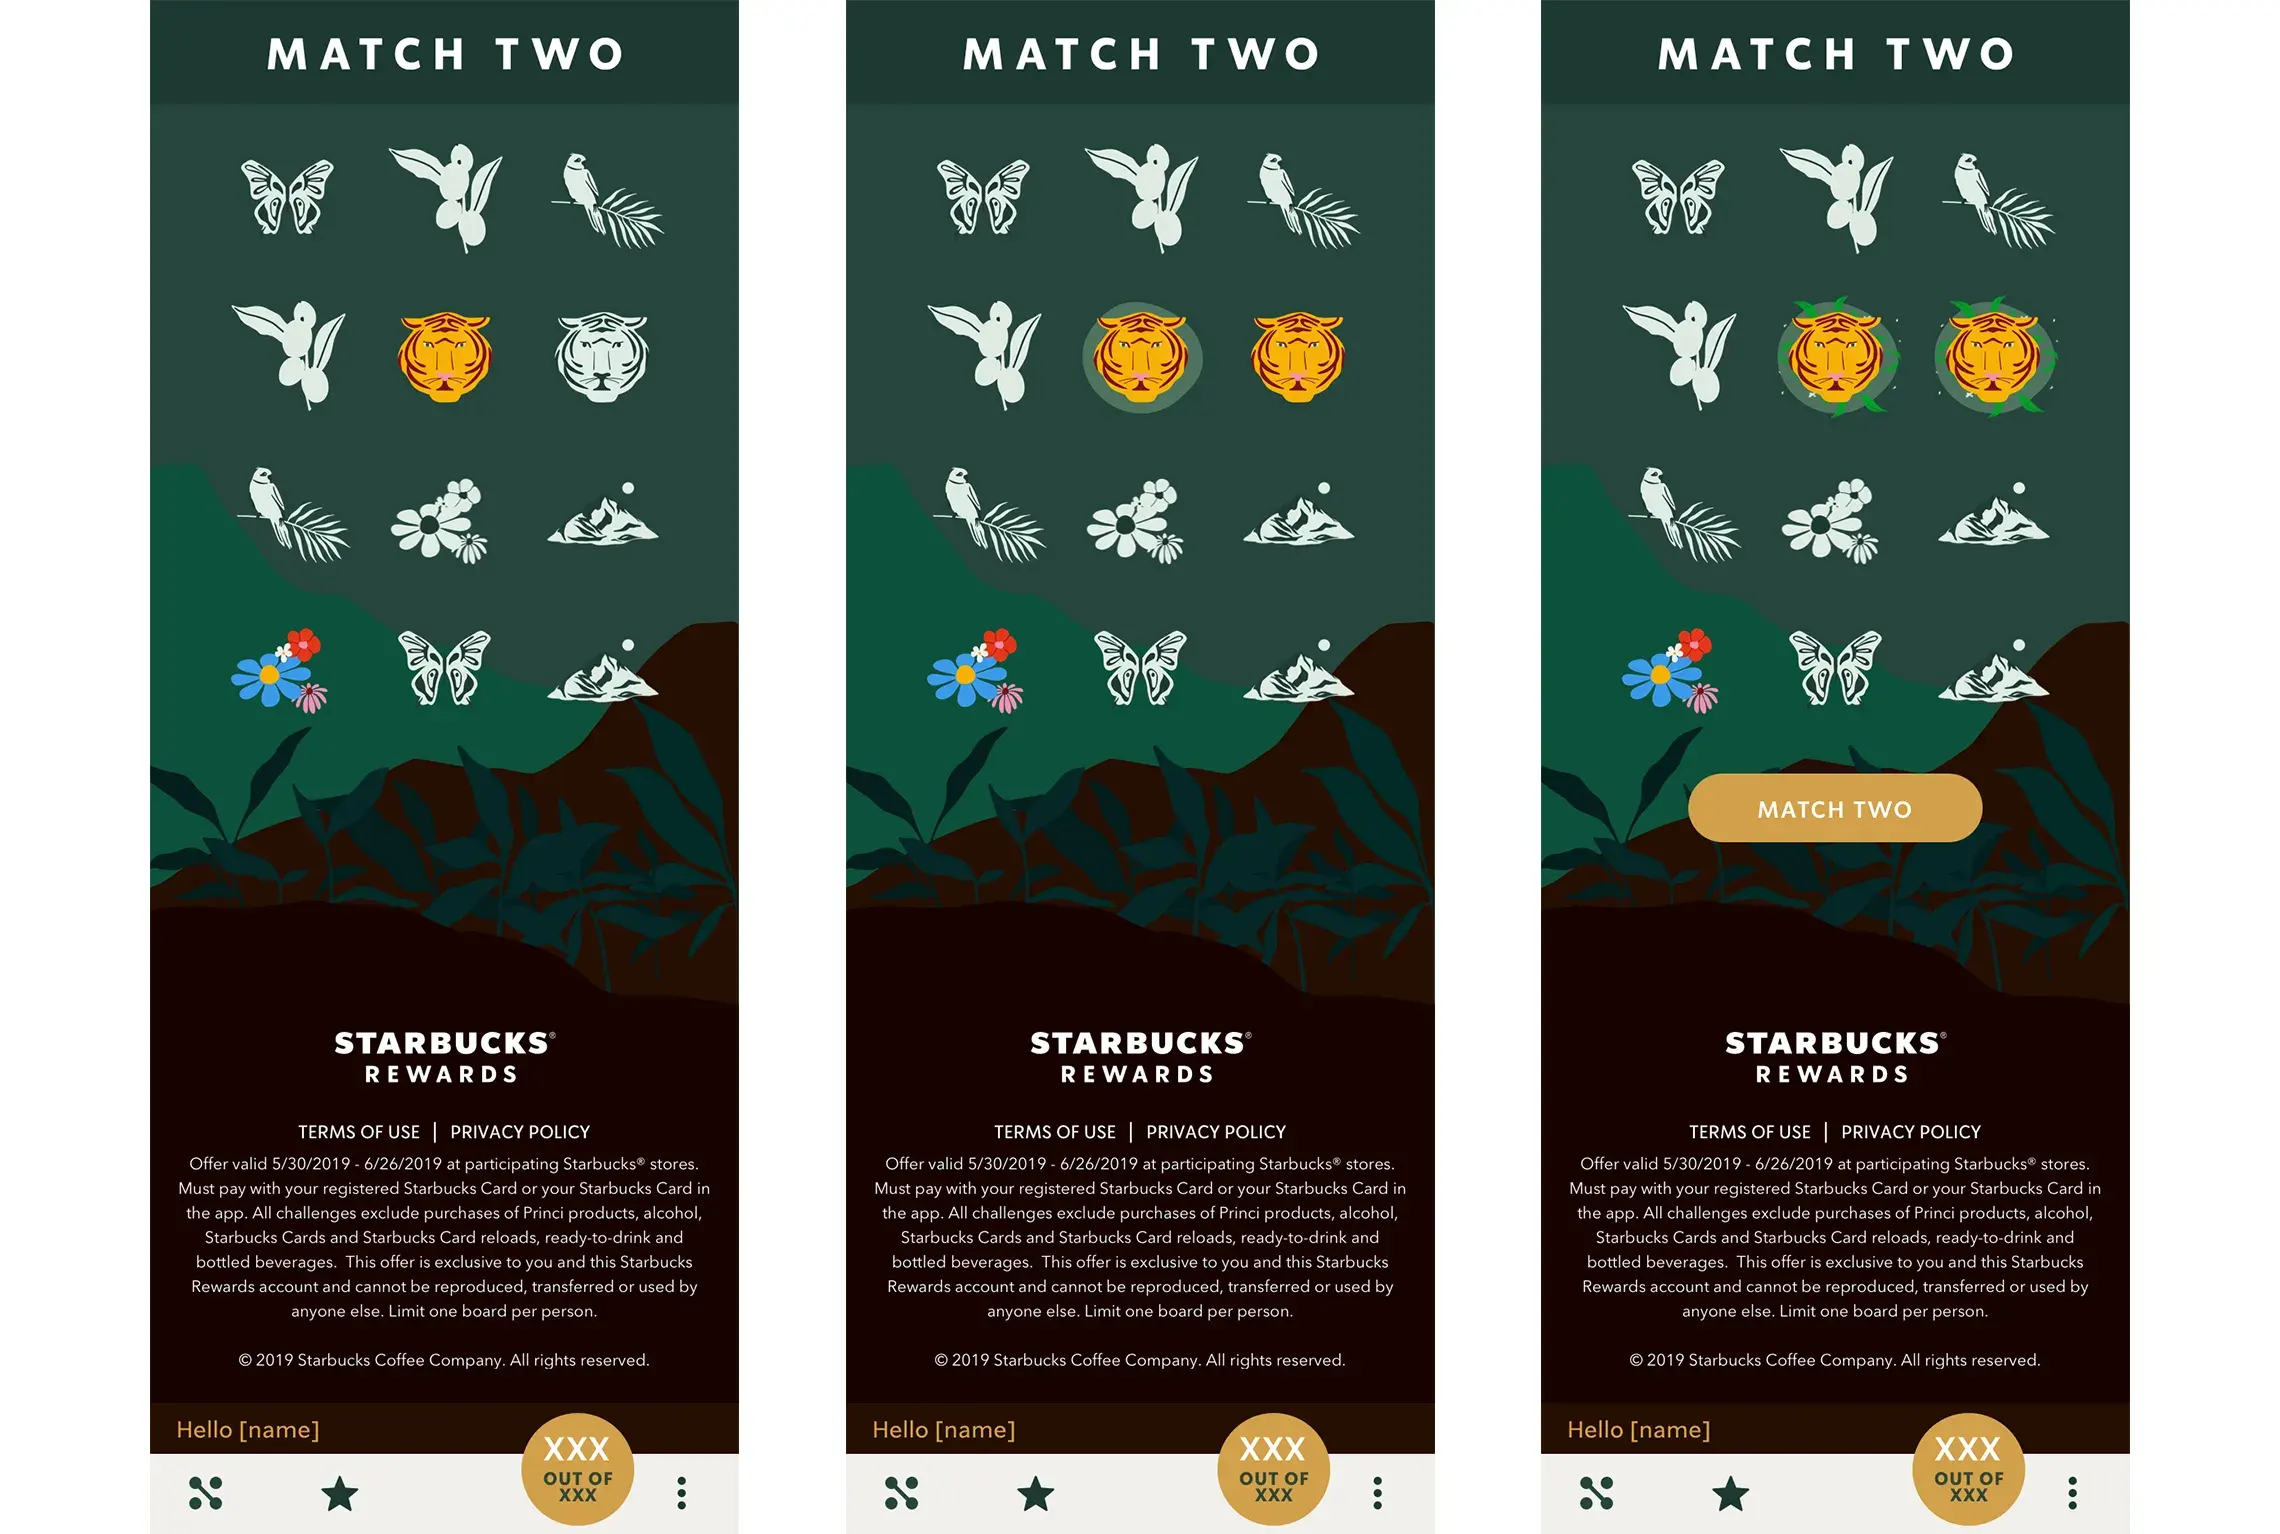 MATCH TWO
STARBUCKS®
REWARDS
TERMS OF USE | PRIVACY POLICY
Offer valid 5/30/2019 - 6/26/2019 at participating Starbucks® stores.
Must pay with your registered Starbucks Card or your Starbucks Card in
the app. All challenges exclude purchases of Princi products, alcohol,
Starbucks Cards and Starbucks Card reloads, ready-to-drink and
bottled beverages. This offer is exclusive to you and this Starbucks
Rewards account and cannot be reproduced, transferred or used by
anyone else. Limit one board per person.
© 2019 Starbucks Coffee Company. All rights reserved.
Hello [name]
XXX
OUT OF
XXX
MATCH TWO
STARBUCKS®
REWARDS
TERMS OF USE | PRIVACY POLICY
Offer valid 5/30/2019 - 6/26/2019 at participating Starbucks® stores.
Must pay with your registered Starbucks Card or your Starbucks Card in
the app. All challenges exclude purchases of Princi products, alcohol,
Starbucks Cards and Starbucks Card reloads, ready-to-drink and
bottled beverages. This offer is exclusive to you and this Starbucks
Rewards account and cannot be reproduced, transferred or used by
anyone else. Limit one board per person.
© 2019 Starbucks Coffee Company. All rights reserved.
Hello [name]
XXX
OUT OF
XXX
MATCH TWO
MATCH TWO
STARBUCKS®
REWARDS
TERMS OF USE | PRIVACY POLICY
Offer valid 5/30/2019 - 6/26/2019 at participating Starbucks® stores.
Must pay with your registered Starbucks Card or your Starbucks Card in
the app. All challenges exclude purchases of Princi products, alcohol,
Starbucks Cards and Starbucks Card reloads, ready-to-drink and
bottled beverages. This offer is exclusive to you and this Starbucks
Rewards account and cannot be reproduced, transferred or used by
anyone else. Limit one board per person.
© 2019 Starbucks Coffee Company. All rights reserved.
Hello [name]
XXX
OUT OF
XXX